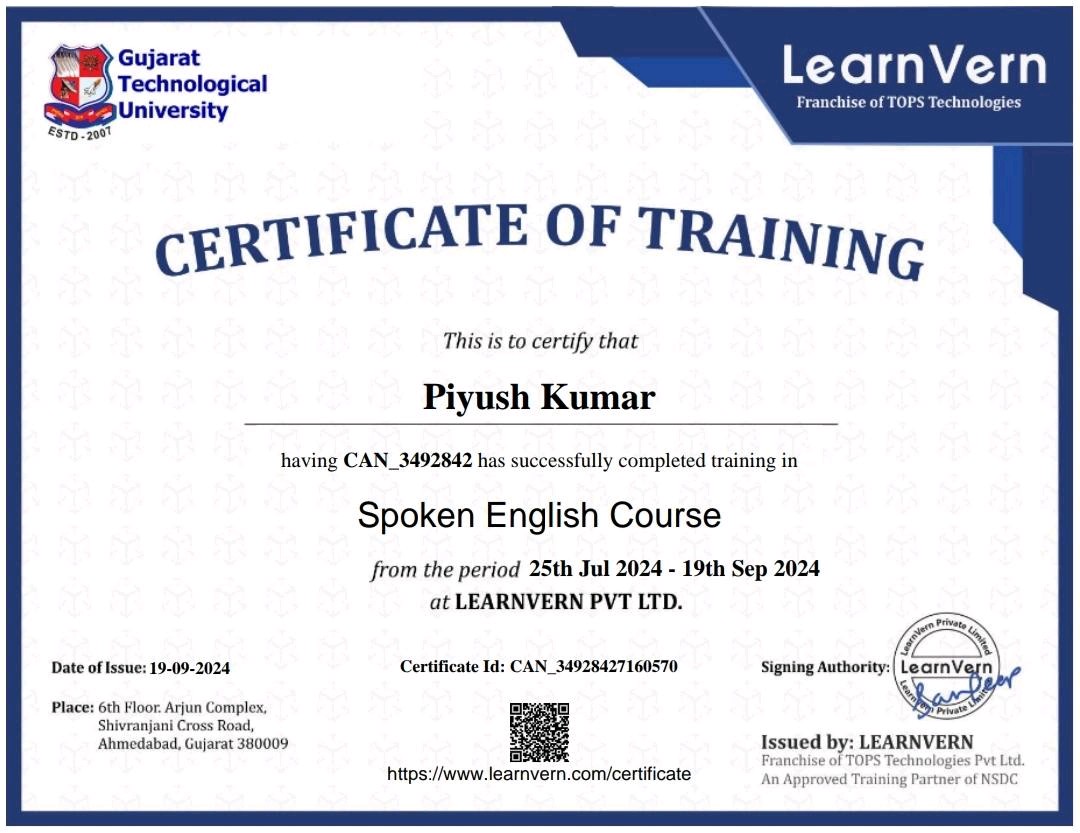 Gujarat
Technological
University
ESTD - 2007
LearnVern
Franchise of TOPS Technologies
CERTIFICATE OF TRAINING
This is to certify that
Piyush Kumar
having CAN_3492842 has successfully completed training in
Spoken English Course
from the period 25th Jul 2024 - 19th Sep 2024
at LEARNVERN PVT LTD.
Date of Issue: 19-09-2024
Place: 6th Floor. Arjun Complex,
Shivranjani Cross Road,
Ahmedabad, Gujarat 380009
Certificate Id: CAN_34928427160570
https://www.learnvern.com/certificate
Signing Authority:
LearnVern Private Limited
LearnVern
LearnVern Private Limited
Sandeep
Issued by: LEARNVERN
Franchise of TOPS Technologies Pvt Ltd.
An Approved Training Partner of NSDC